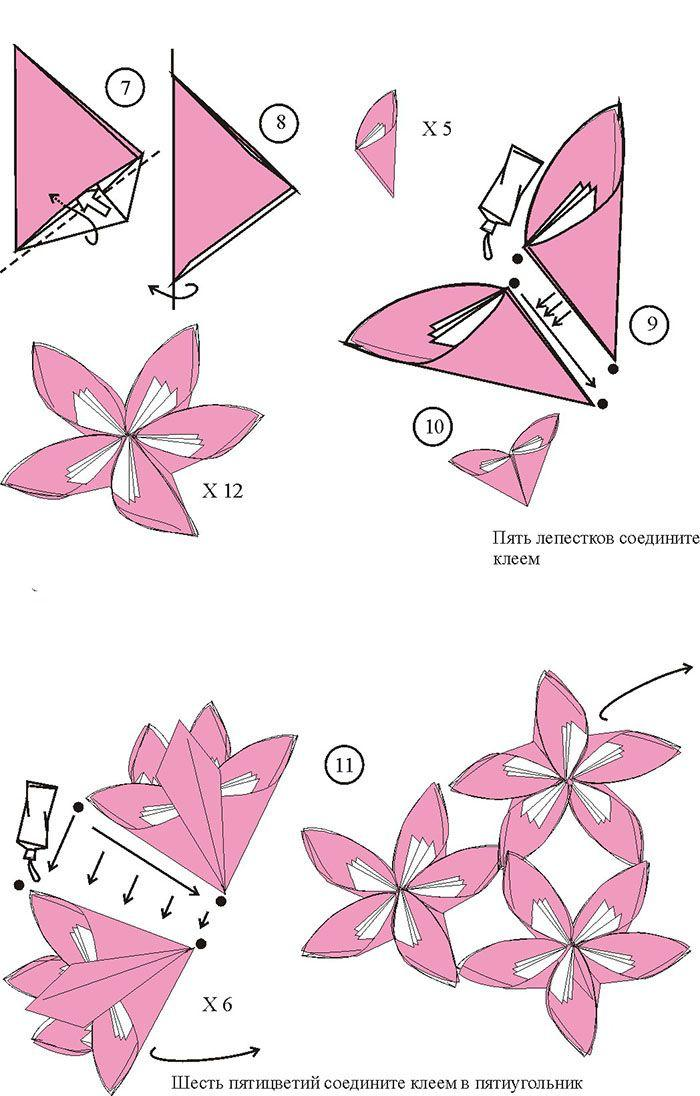 7
8
X 5
9
X 12
10
Пять лепестков соедините
клеем
11
X 6
Шесть пятицветий соедините клеем в пятиугольник